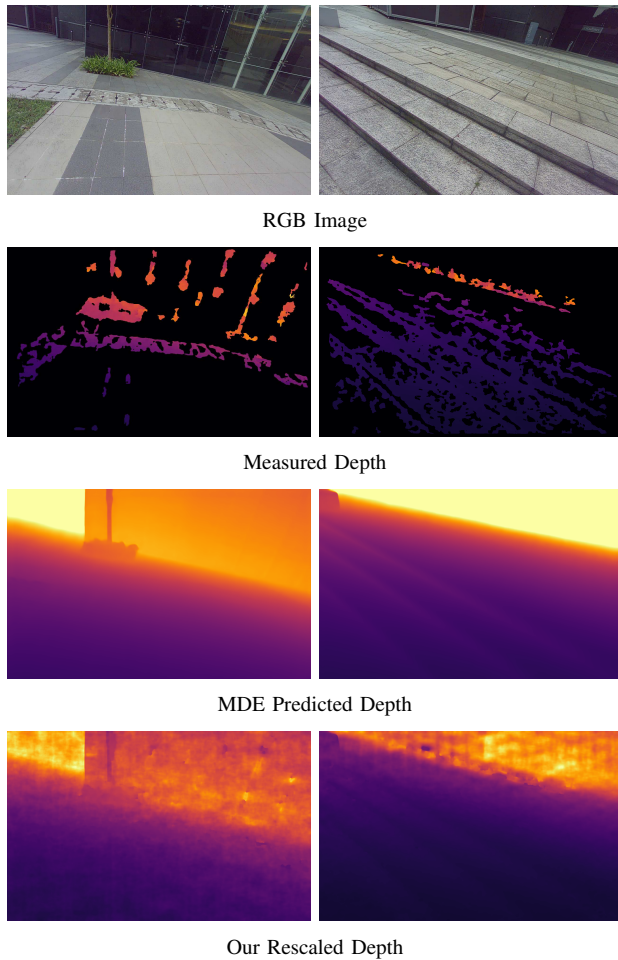 RGB Image
Measured Depth
MDE Predicted Depth
Our Rescaled Depth